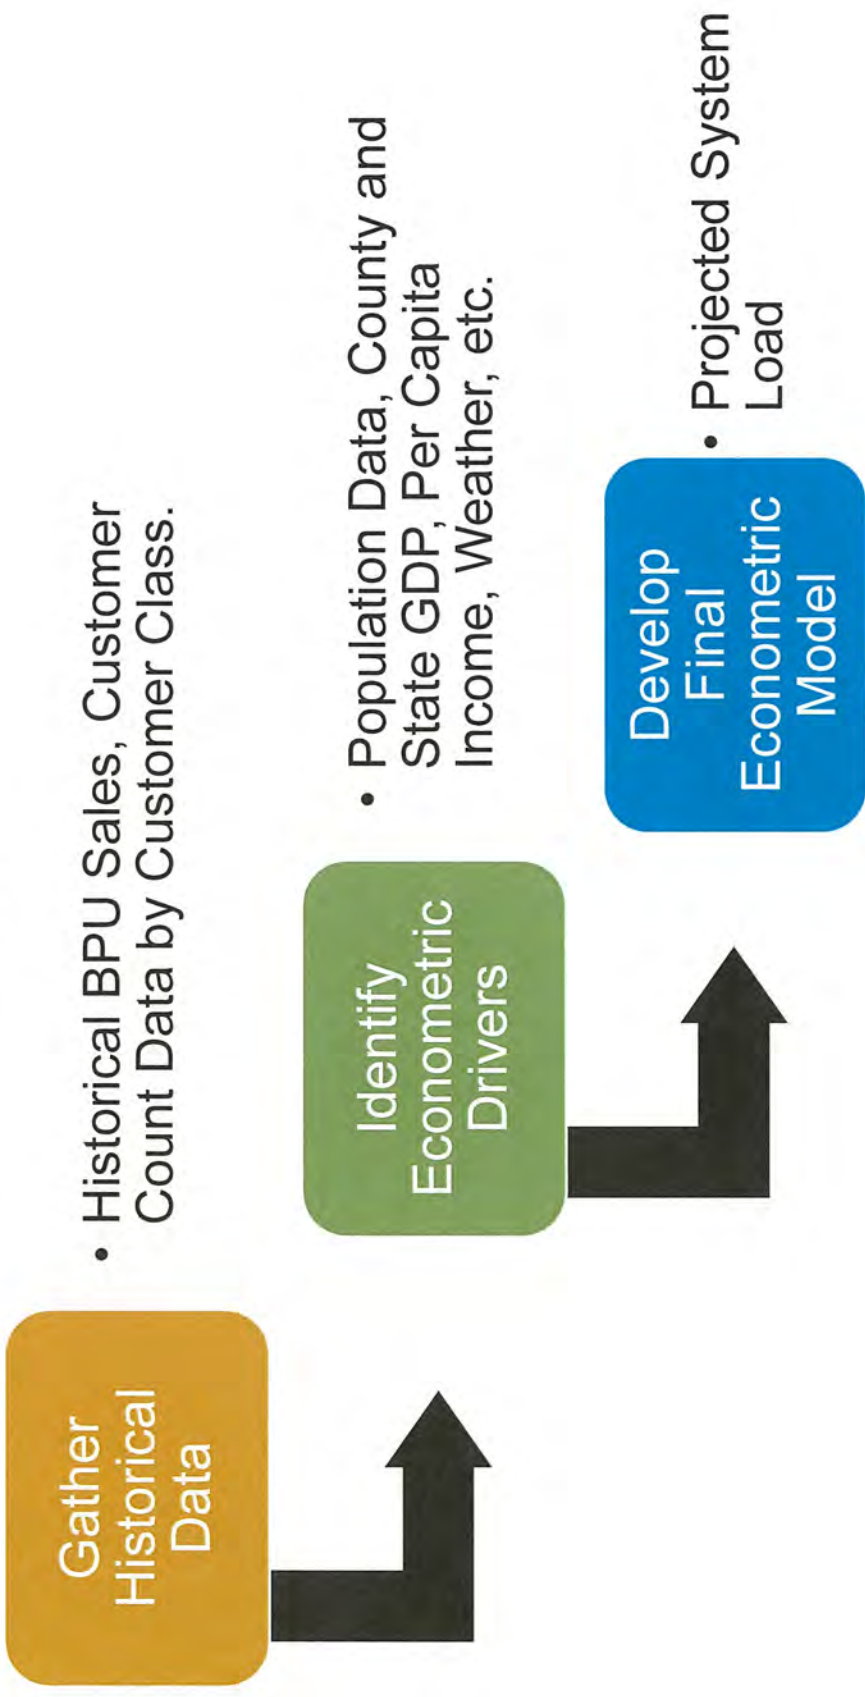 Gather
Historical
Data
• Historical BPU Sales, Customer
Count Data by Customer Class.
Identify
Econometric
Drivers
• Population Data, County and
State GDP, Per Capita
Income, Weather, etc.
Develop
Final
Econometric
Model
• Projected System
Load